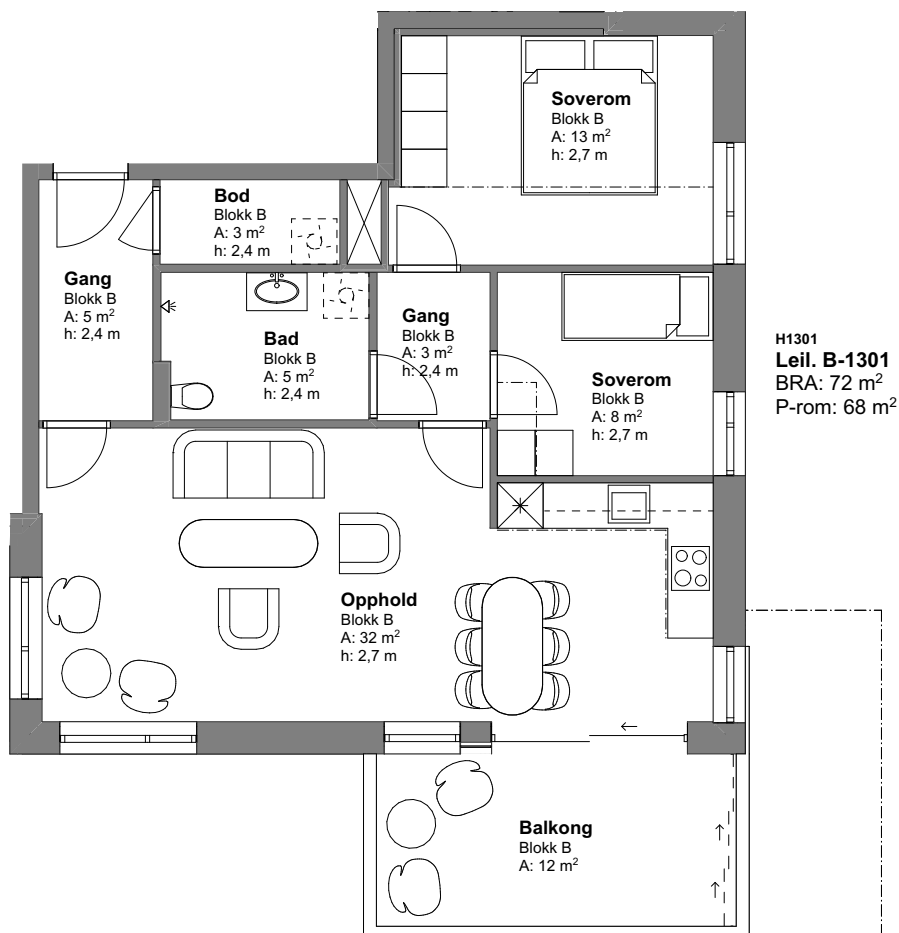 Soverom
Blokk B
A: 13 m²
h: 2,7 m
Bod
Blokk B
A: 3 m²
h: 2,4 m
Gang
Blokk B
A: 5 m²
h: 2,4 m
Bad
Blokk B
A: 5 m²
h: 2,4 m
Gang
Blokk B
A: 3 m²
h: 2,4 m
Soverom
Blokk B
A: 8 m²
h: 2,7 m
H1301
Leil. B-1301
BRA: 72 m²
P-rom: 68 m²
Opphold
Blokk B
A: 32 m²
h: 2,7 m
Balkong
Blokk B
A: 12 m²